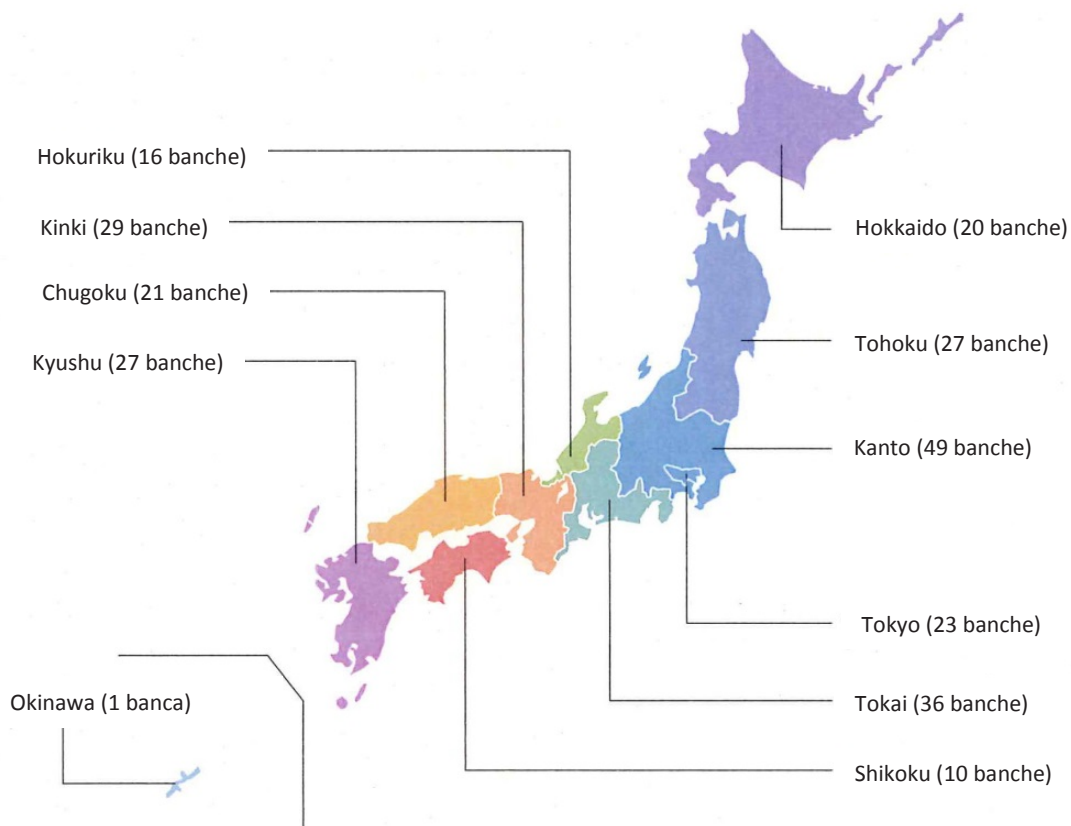 Hokuriku (16 banche)
Kinki (29 banche)
Hokkaido (20 banche)
Chugoku (21 banche)
Tohoku (27 banche)
Kyushu (27 banche)
Kanto (49 banche)
Tokyo (23 banche)
Okinawa (1 banca)
Tokai (36 banche)
Shikoku (10 banche)